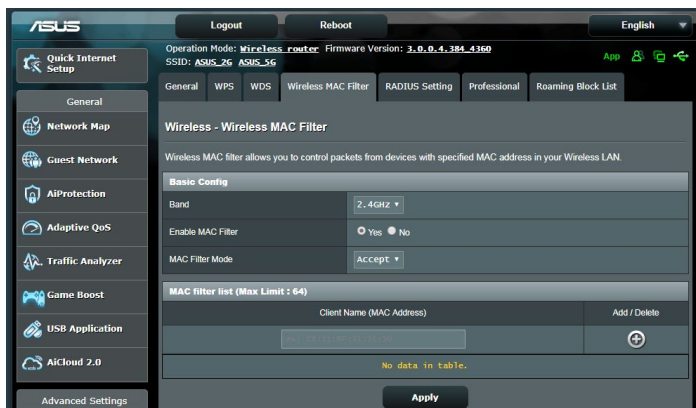 ASUS
Logout
Reboot
English
Quick Internet Setup
Operation Mode: Wireless router Firmware Version: 3.0.0.4.384_4360
SSID: ASUS_2G ASUS_5G
App
General WPS WDS Wireless MAC Filter RADIUS Setting Professional Roaming Block List
General
Network Map
Guest Network
AiProtection
Adaptive QoS
Traffic Analyzer
Game Boost
USB Application
AiCloud 2.0
Advanced Settings
Wireless - Wireless MAC Filter
Wireless MAC filter allows you to control packets from devices with specified MAC address in your Wireless LAN.
Basic Config
Band 2.4GHz
Enable MAC Filter Yes No
MAC Filter Mode Accept
MAC filter list (Max Limit : 64)
Client Name (MAC Address) Add / Delete
No data in table.
Apply